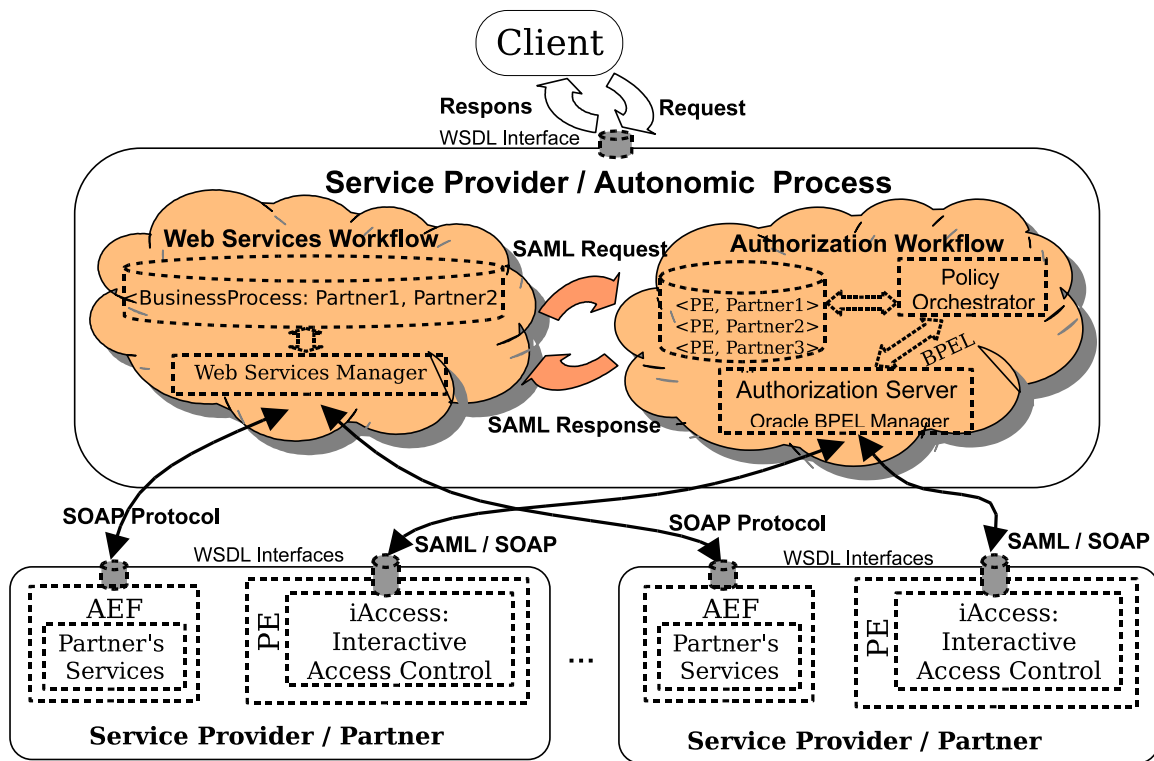 Client
Respons
Request
WSDL Interface
Service Provider / Autonomic Process
Web Services Workflow
<BusinessProcess: Partner1, Partner2
Web Services Manager
SAML Request
SAML Response
Authorization Workflow
<PE, Partner1>
<PE, Partner2>
<PE, Partner3>
...
Policy
Orchestrator
BPEL
Authorization Server
Oracle BPEL Manager
SOAP Protocol
WSDL Interfaces
SAML / SOAP
AEF
Partner's
Services
PE
iAccess:
Interactive
Access Control
Service Provider / Partner
...
SOAP Protocol
WSDL Interfaces
SAML / SOAP
AEF
Partner's
Services
PE
iAccess:
Interactive
Access Control
Service Provider / Partner